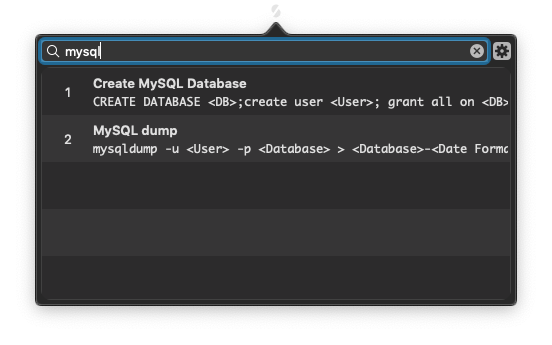 mysql
1 Create MySQL Database
CREATE DATABASE <DB>;create user <User>; grant all on <DB>
2 MySQL dump
mysqldump -u <User> -p <Database> > <Database>-<Date Forma